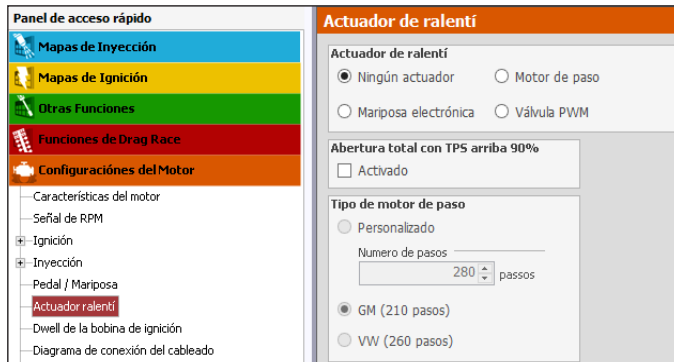 Panel de acceso rápido
Mapas de Inyección
Mapas de Ignición
Otras Funciones
Funciones de Drag Race
Configuraciónes del Motor
Características del motor
Señal de RPM
Ignición
Inyección
Pedal / Mariposa
Actuador ralentí
Dwell de la bobina de ignición
Diagrama de conexión del cableado
Actuador de ralentí
Actuador de ralentí
Ningún actuador Motor de paso
Mariposa electrónica Válvula PWM
Abertura total con TPS arriba 90%
Activado
Tipo de motor de paso
Personalizado
Numero de pasos
280 passos
GM (210 pasos)
VW (260 pasos)